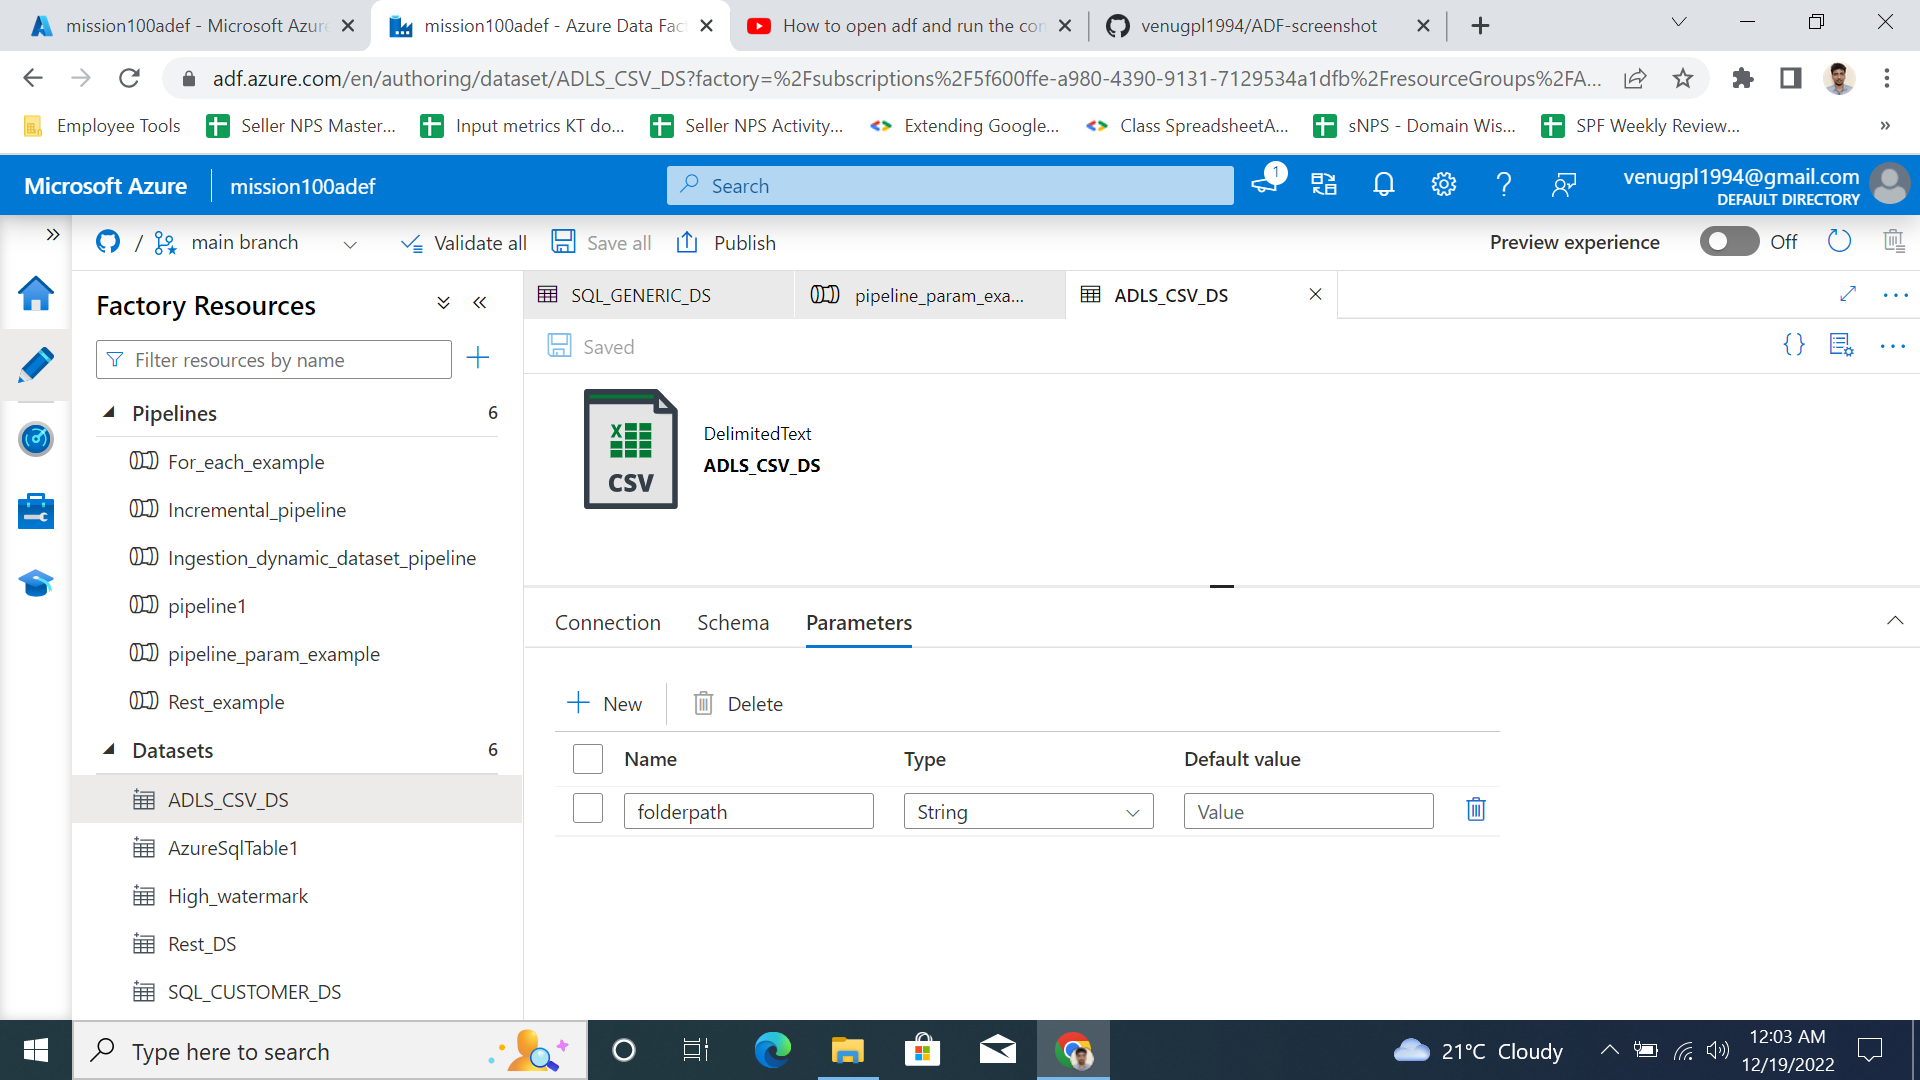 mission100adef - Microsoft Azure
mission100adef - Azure Data Fac
How to open adf and run the con
venugpl1994/ADF-screenshot
adf.azure.com/en/authoring/dataset/ADLS_CSV_DS?factory=%2Fsubscriptions%2F5f600ffe-a980-4390-9131-7129534a1dfb%2FresourceGroups%2FA...
Employee Tools
Seller NPS Master...
Input metrics KT do...
Seller NPS Activity...
Extending Google...
Class SpreadsheetA...
sNPS - Domain Wis...
SPF Weekly Review...
»
Microsoft Azure
mission100adef
Search
1
venugpl1994@gmail.com
DEFAULT DIRECTORY
/ main branch
Validate all
Save all
Publish
Preview experience
Off
Factory Resources
Filter resources by name
Pipelines 6
For_each_example
Incremental_pipeline
Ingestion_dynamic_dataset_pipeline
pipeline1
pipeline_param_example
Rest_example
Datasets 6
ADLS_CSV_DS
AzureSqlTable1
High_watermark
Rest_DS
SQL_CUSTOMER_DS
SQL_GENERIC_DS
pipeline_param_exa...
ADLS_CSV_DS
Saved
X
CSV
DelimitedText
ADLS_CSV_DS
Connection
Schema
Parameters
New
Delete
Name Type Default value
folderpath String Value
Type here to search
21°C Cloudy
12:03 AM
12/19/2022